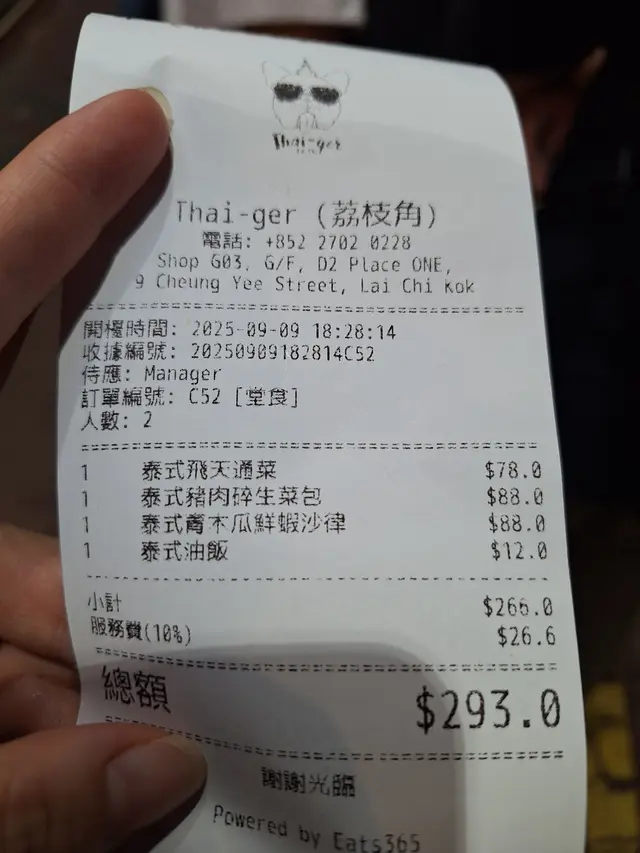 Thai-ger
Thai-ger (荔枝角)
電話: +852 2702 0228
Shop G03, G/F, D2 Place ONE,
9 Cheung Yee Street, Lai Chi Kok
開檯時間: 2025-09-09 18:28:14
收據編號: 20250909182814C52
侍應: Manager
訂單編號: C52 [堂食]
人數: 2
1 泰式飛天通菜 $78.0
1 泰式豬肉碎生菜包 $88.0
1 泰式青木瓜鮮蝦沙律 $88.0
1 泰式油飯 $12.0
小計 $266.0
服務費(10%) $26.6
總額 $293.0
謝謝光臨
Powered by Eats365